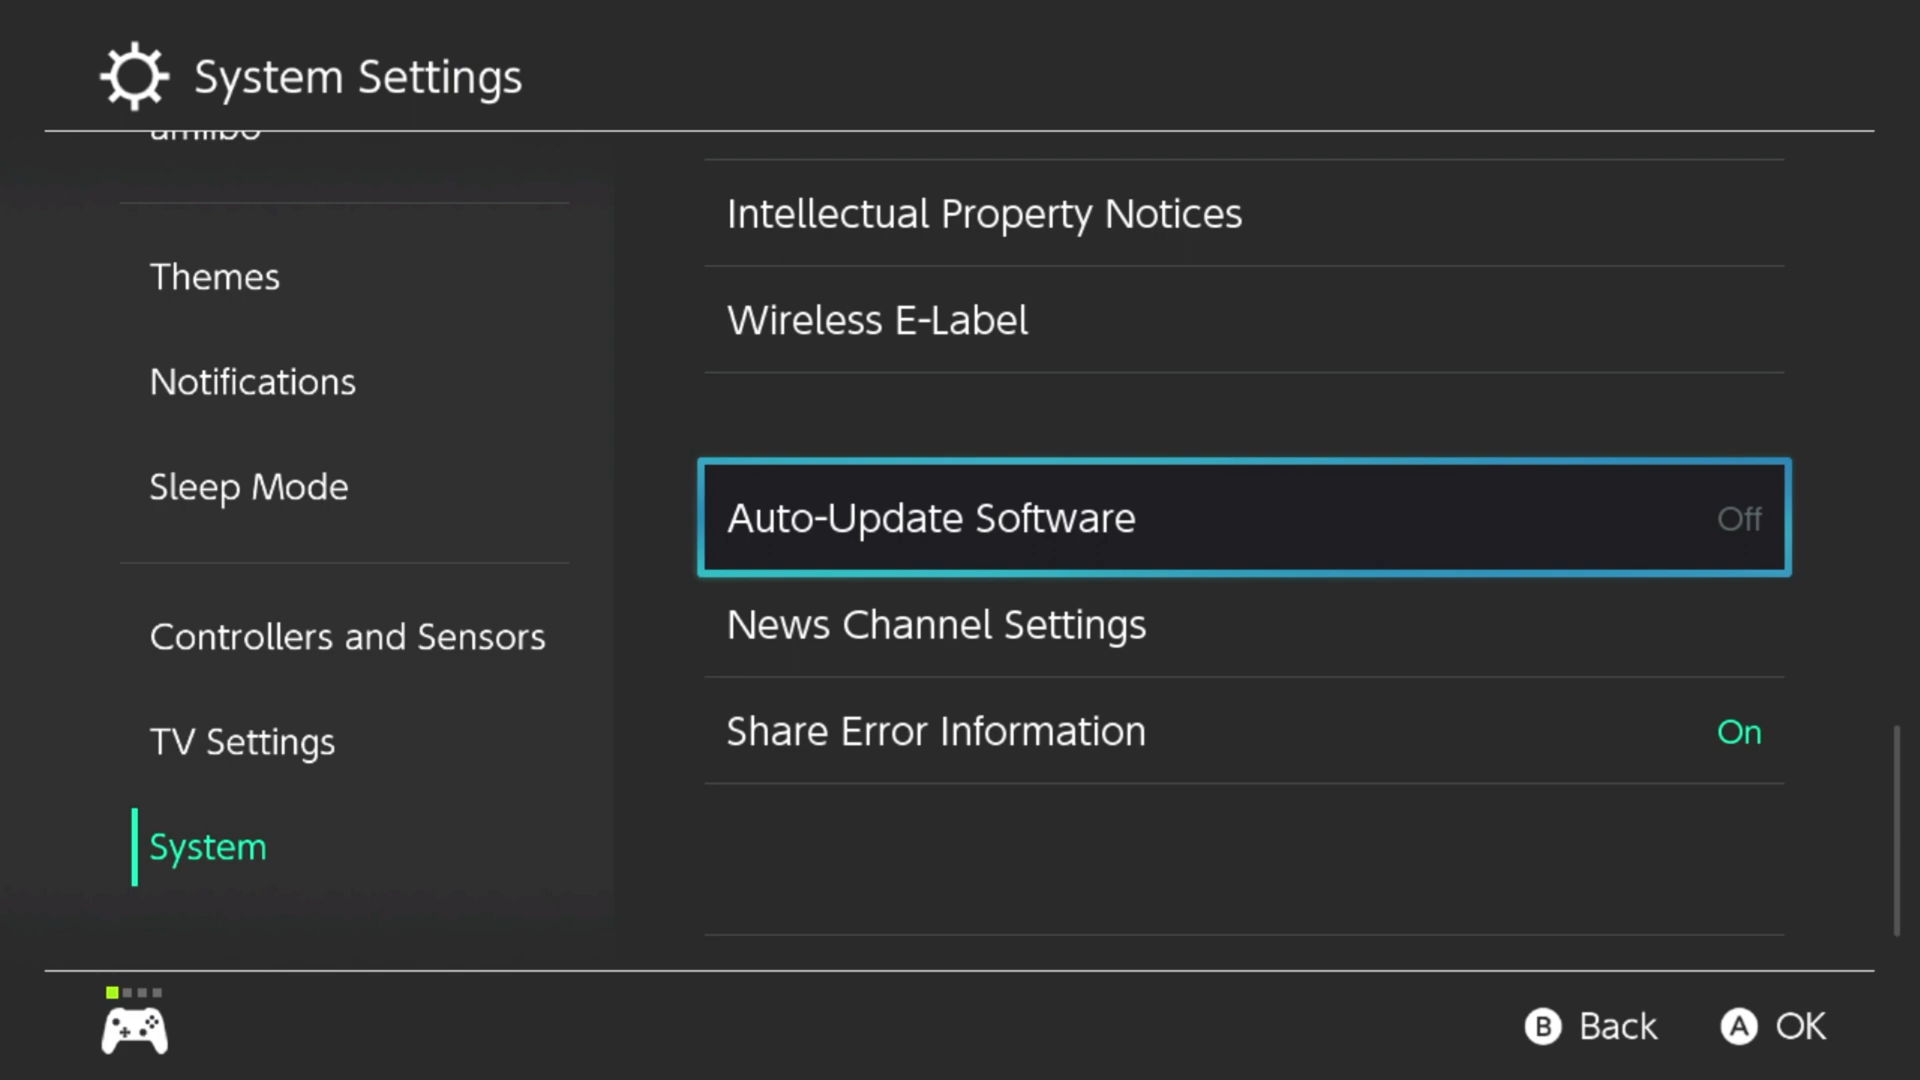 System Settings
amiibo
Themes
Notifications
Sleep Mode
Controllers and Sensors
TV Settings
System
Intellectual Property Notices
Wireless E-Label
Auto-Update Software Off
News Channel Settings
Share Error Information On
B Back A OK